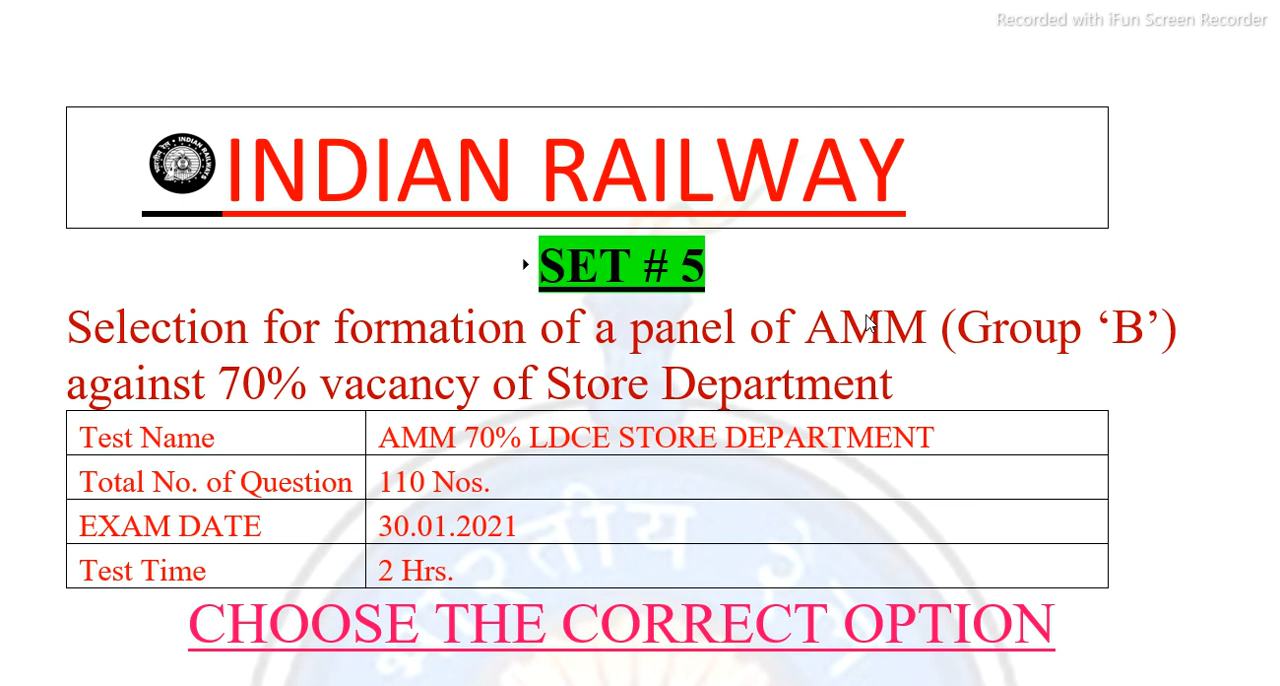 Recorded with iFun Screen Recorder
INDIAN RAILWAY
SET # 5
Selection for formation of a panel of AMM (Group ‘B’)
against 70% vacancy of Store Department
Test Name AMM 70% LDCE STORE DEPARTMENT
Total No. of Question 110 Nos.
EXAM DATE 30.01.2021
Test Time 2 Hrs.
भारतीय रेल
CHOOSE THE CORRECT OPTION